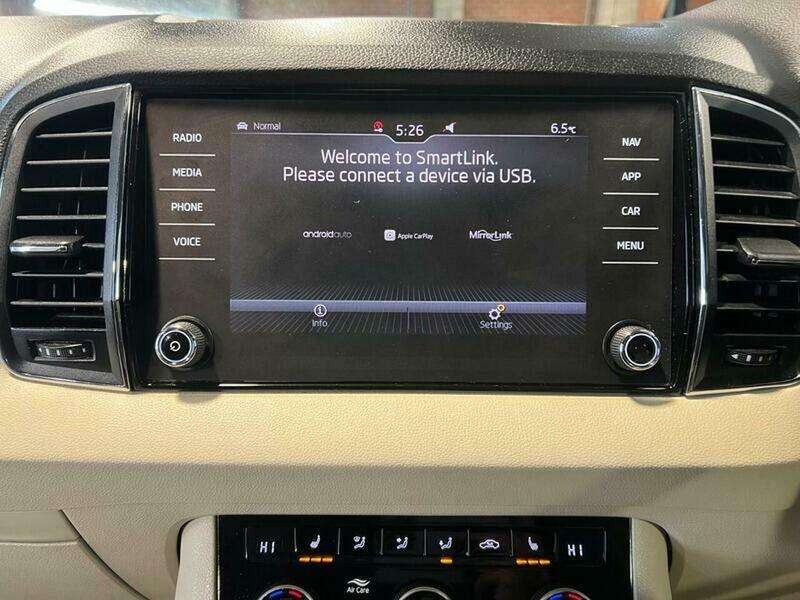 RADIO
MEDIA
PHONE
VOICE
Normal
5:26
6.5°C
Welcome to SmartLink.
Please connect a device via USB.
androidauto
Apple CarPlay
MirrorLink
Info
Settings
NAV
APP
CAR
MENU
HI
HI
Air Care